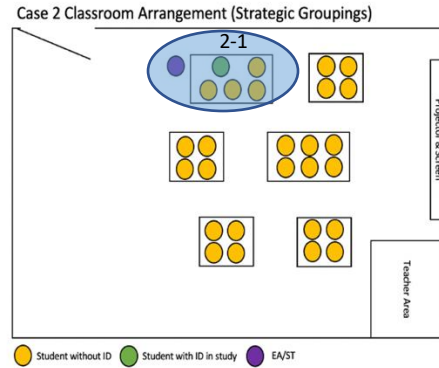 Case 2 Classroom Arrangement (Strategic Groupings)
2-1
Projector & Screen
Teacher Area
Student without ID
Student with ID in study
EA/ST